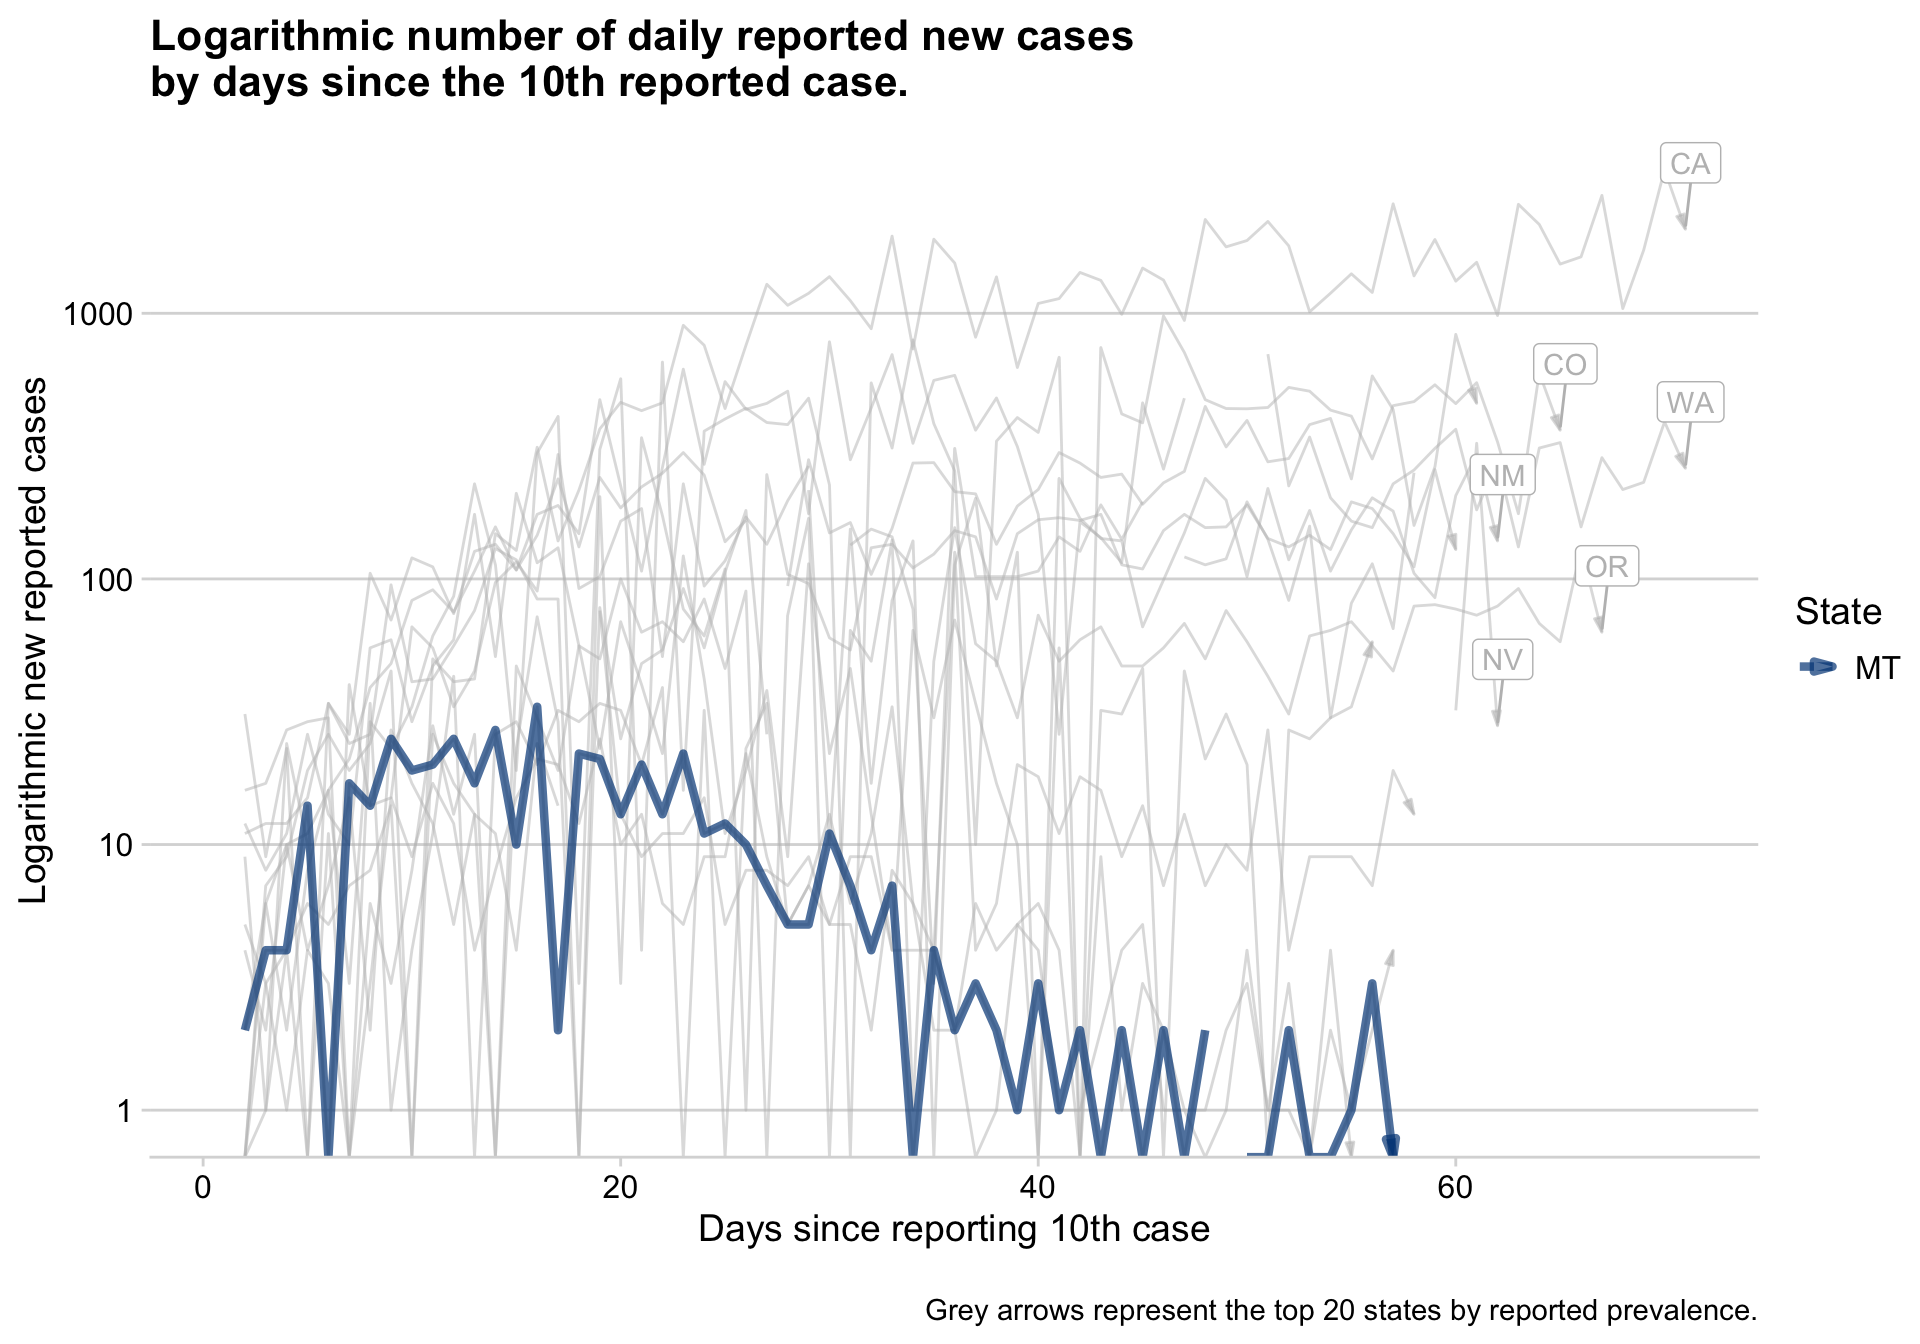 Logarithmic number of daily reported new cases
by days since the 10th reported case.
CA
1000
CO
WA
NM
100
OR
State
NV
MT
Logarithmic new reported cases
10
1
0 20 40 60
Days since reporting 10th case
Grey arrows represent the top 20 states by reported prevalence.